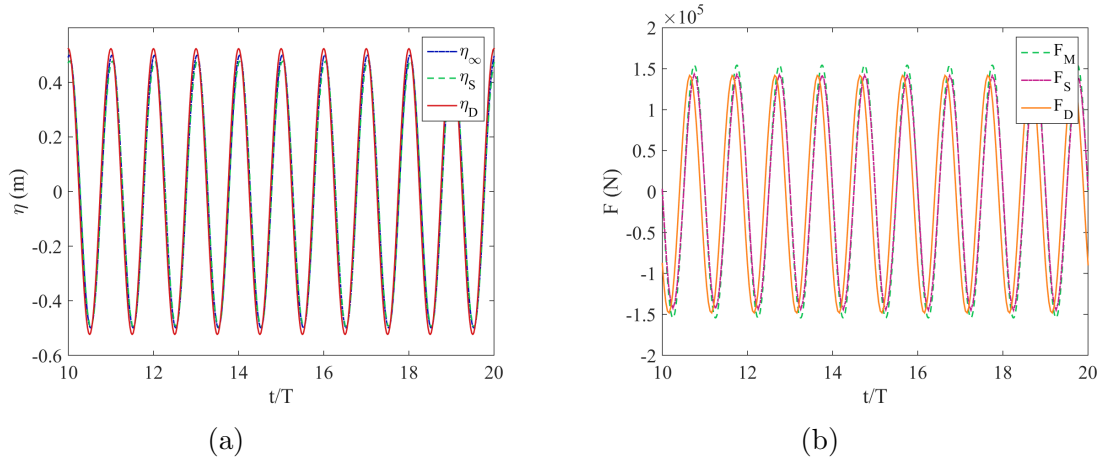 η∞
ηS
ηD
0.4
0.2
0
-0.2
-0.4
-0.6
η (m)
10 12 14 16 18 20
t/T
(a)
2 ×10^5
FM
FS
FD
1.5
1
0.5
0
-0.5
-1
-1.5
-2
F (N)
10 12 14 16 18 20
t/T
(b)